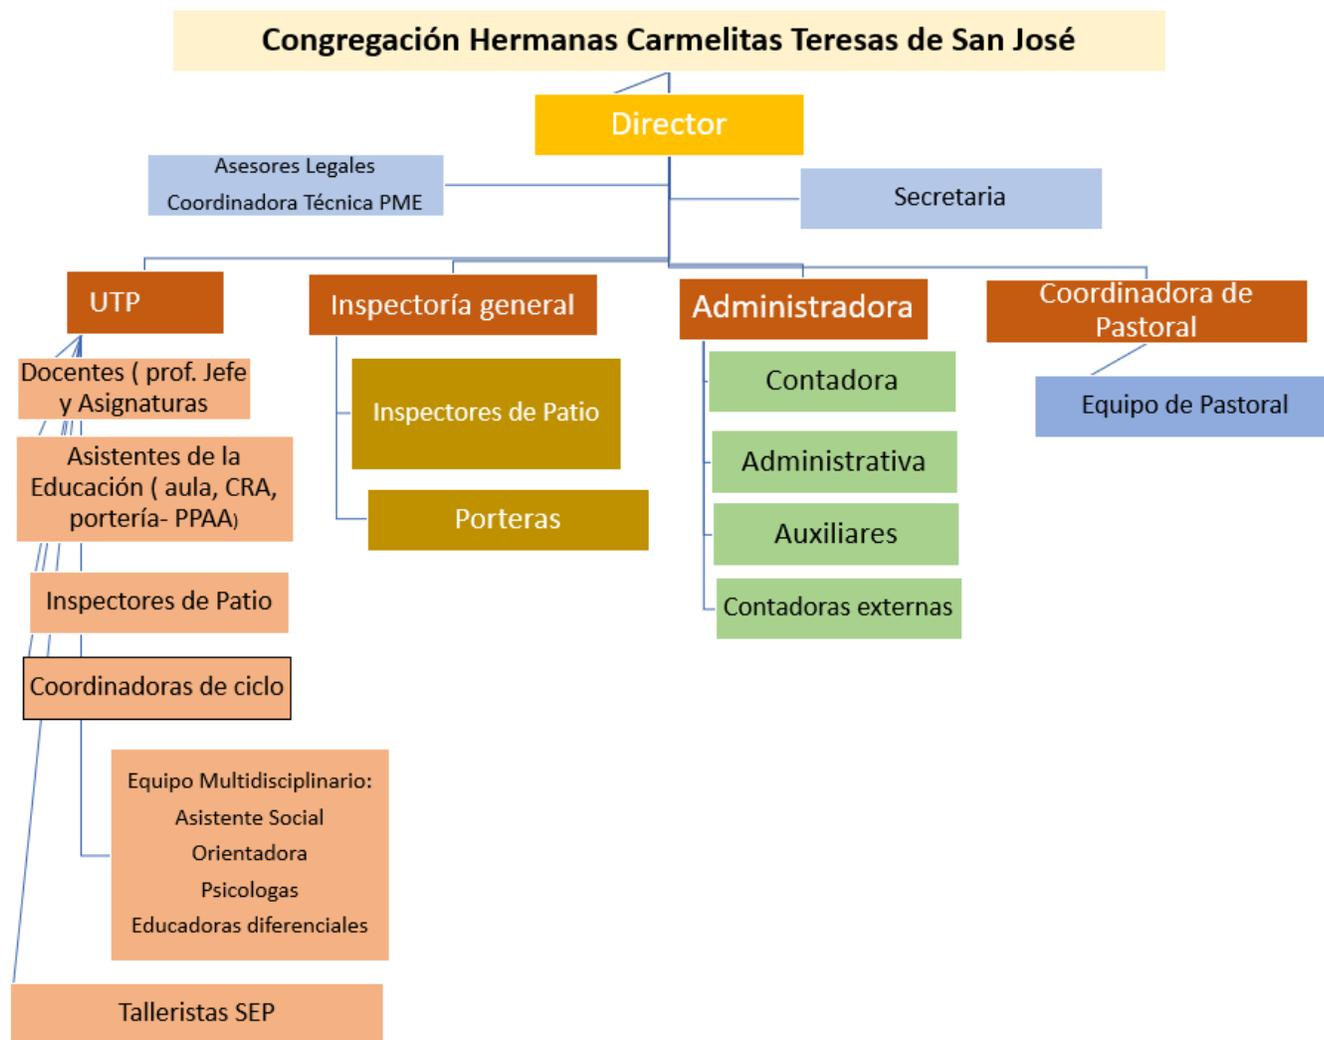 Congregación Hermanas Carmelitas Teresas de San José
Director
Asesores Legales
Coordinadora Técnica PME
Secretaria
UTP
Inspectoría general
Administradora
Coordinadora de
Pastoral
Docentes ( prof. Jefe
y Asignaturas
Asistentes de la
Educación ( aula, CRA,
portería- PPAA)
Inspectores de Patio
Coordinadoras de ciclo
Equipo Multidisciplinario:
Asistente Social
Orientadora
Psicologas
Educadoras diferenciales
Talleristas SEP
Inspectores de Patio
Porteras
Contadora
Administrativa
Auxiliares
Contadoras externas
Equipo de Pastoral